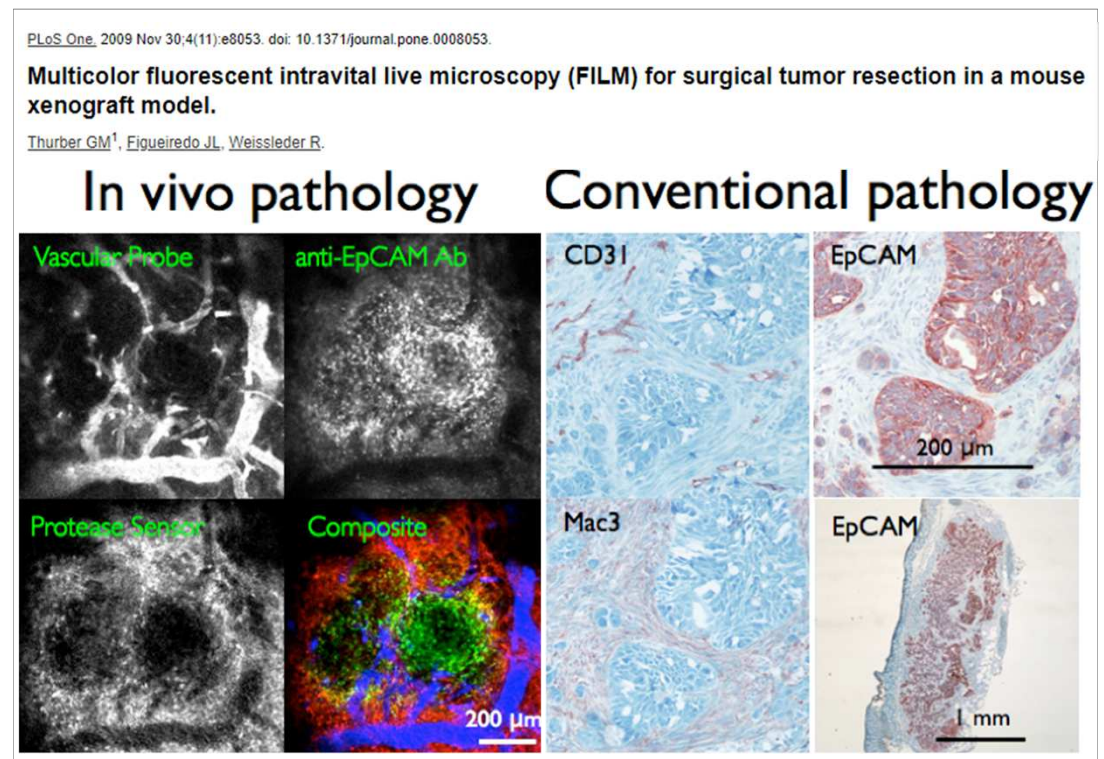 PLoS One. 2009 Nov 30;4(11):e8053. doi: 10.1371/journal.pone.0008053.
Multicolor fluorescent intravital live microscopy (FILM) for surgical tumor resection in a mouse
xenograft model.
Thurber GM1, Figueiredo JL, Weissleder R.
In vivo pathology
Conventional pathology
Vascular Probe
anti-EpCAM Ab
CD31
EpCAM
200 μm
Protease Sensor
Composite
Mac3
EpCAM
200 μm
1 mm